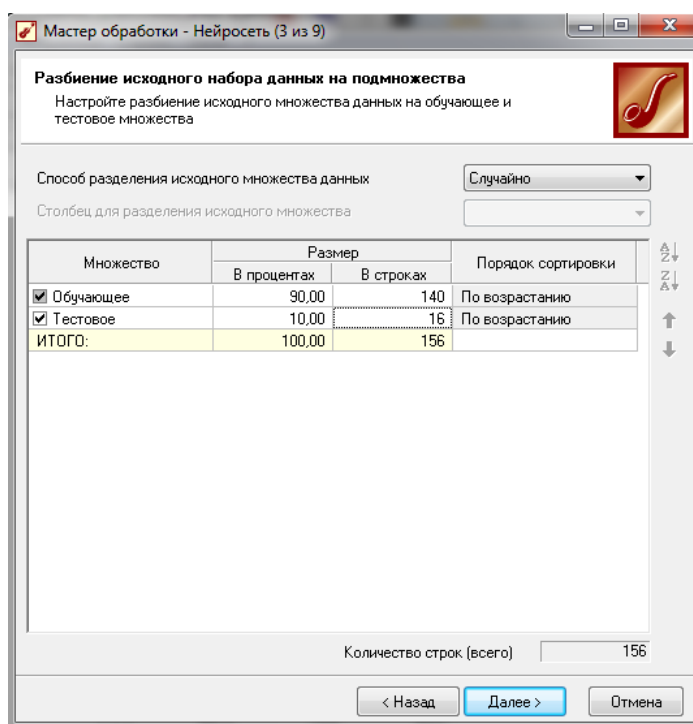 Мастер обработки - Нейросеть (3 из 9)
Разбиение исходного набора данных на подмножества
Настройте разбиение исходного множества данных на обучающее и
тестовое множества
Способ разделения исходного множества данных Случайно
Столбец для разделения исходного множества
Множество Размер Порядок сортировки
В процентах В строках
Обучающее 90,00 140 По возрастанию
Тестовое 10,00 16 По возрастанию
ИТОГО: 100,00 156
Количество строк (всего) 156
< Назад Далее > Отмена